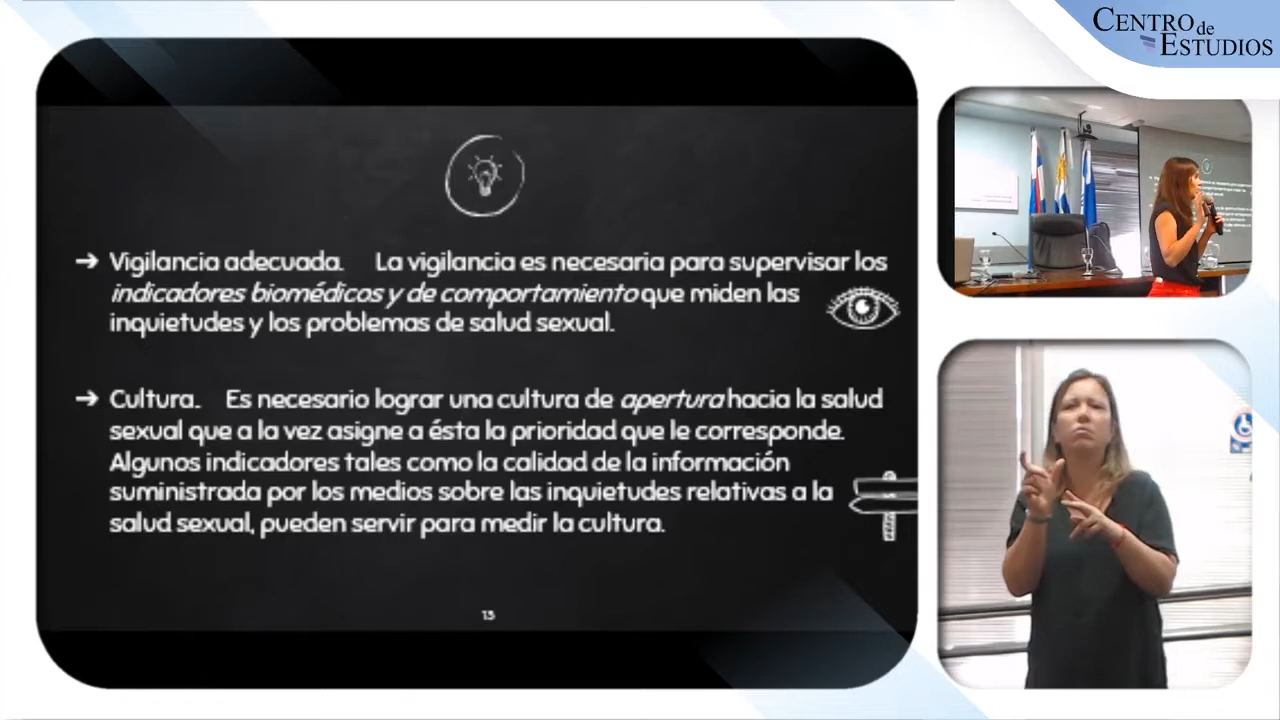 CENTRO de
ESTUDIOS
➔ Vigilancia adecuada. La vigilancia es necesaria para supervisar los
indicadores biomédicos y de comportamiento que miden las
inquietudes y los problemas de salud sexual.
➔ Cultura. Es necesario lograr una cultura de apertura hacia la salud
sexual que a la vez asigne a ésta la prioridad que le corresponde.
Algunos indicadores tales como la calidad de la información
suministrada por los medios sobre las inquietudes relativas a la
salud sexual, pueden servir para medir la cultura.
13